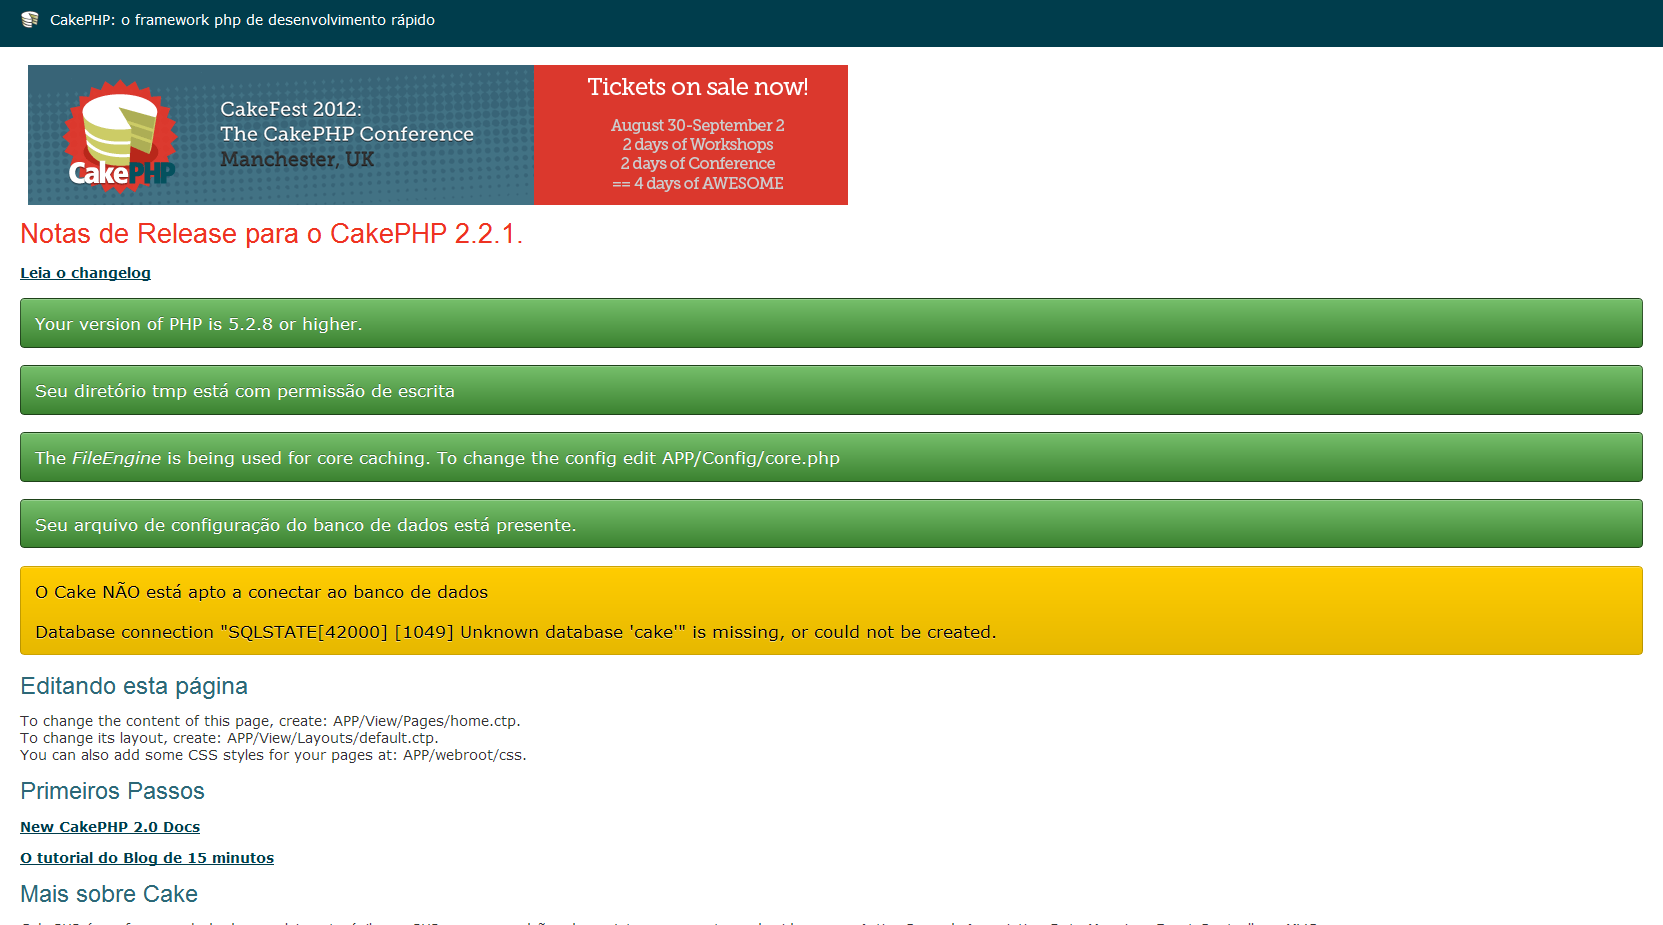 CakePHP: o framework php de desenvolvimento rápido
CakePHP
CakeFest 2012:
The CakePHP Conference
Manchester, UK
Tickets on sale now!
August 30-September 2
2 days of Workshops
2 days of Conference
== 4 days of AWESOME
Notas de Release para o CakePHP 2.2.1.
Leia o changelog
Your version of PHP is 5.2.8 or higher.
Seu diretório tmp está com permissão de escrita
The FileEngine is being used for core caching. To change the config edit APP/Config/core.php
Seu arquivo de configuração do banco de dados está presente.
O Cake NÃO está apto a conectar ao banco de dados
Database connection "SQLSTATE[42000] [1049] Unknown database 'cake'" is missing, or could not be created.
Editando esta página
To change the content of this page, create: APP/View/Pages/home.ctp.
To change its layout, create: APP/View/Layouts/default.ctp.
You can also add some CSS styles for your pages at: APP/webroot/css.
Primeiros Passos
New CakePHP 2.0 Docs
O tutorial do Blog de 15 minutos
Mais sobre Cake